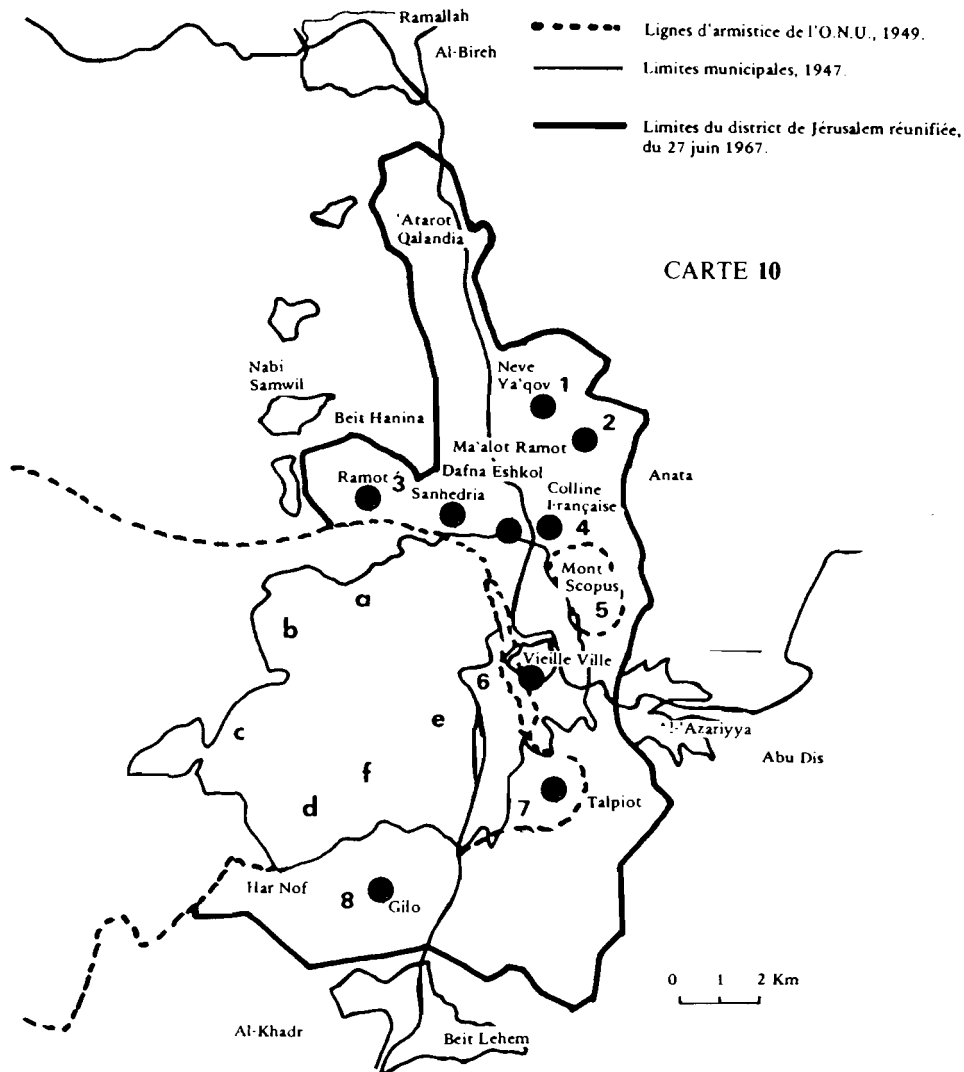 Ramallah
Al-Bireh
Lignes d'armistice de l'O.N.U., 1949.
Limites municipales, 1947.
Limites du district de Jérusalem réunifiée,
du 27 juin 1967.
'Atarot
Qalandia
CARTE 10
Nabi
Samwil
Neve
Ya'qov 1
2
Beit Hanina
Ma'alot Ramot
Dafna Eshkol
Anata
Ramot 3
Sanhedria
Colline
Française
4
Mont
Scopus
5
a
b
Vieille Ville
6
c
e
Al-'Azariyya
Abu Dis
f
d
7
Talpiot
Har Nof
8
Gilo
0 1 2 Km
Al-Khadr
Beit Lehem